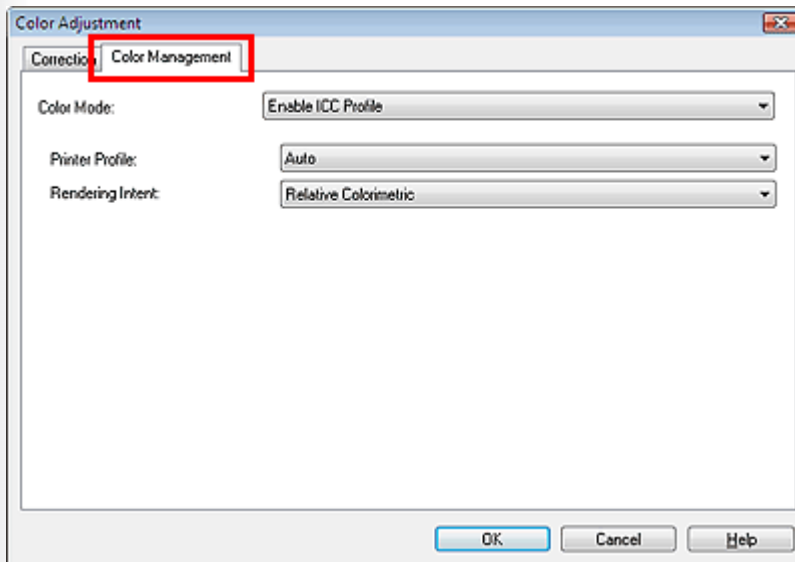 Color Adjustment
Correction Color Management
Color Mode: Enable ICC Profile
Printer Profile: Auto
Rendering Intent: Relative Colorimetric
OK Cancel Help